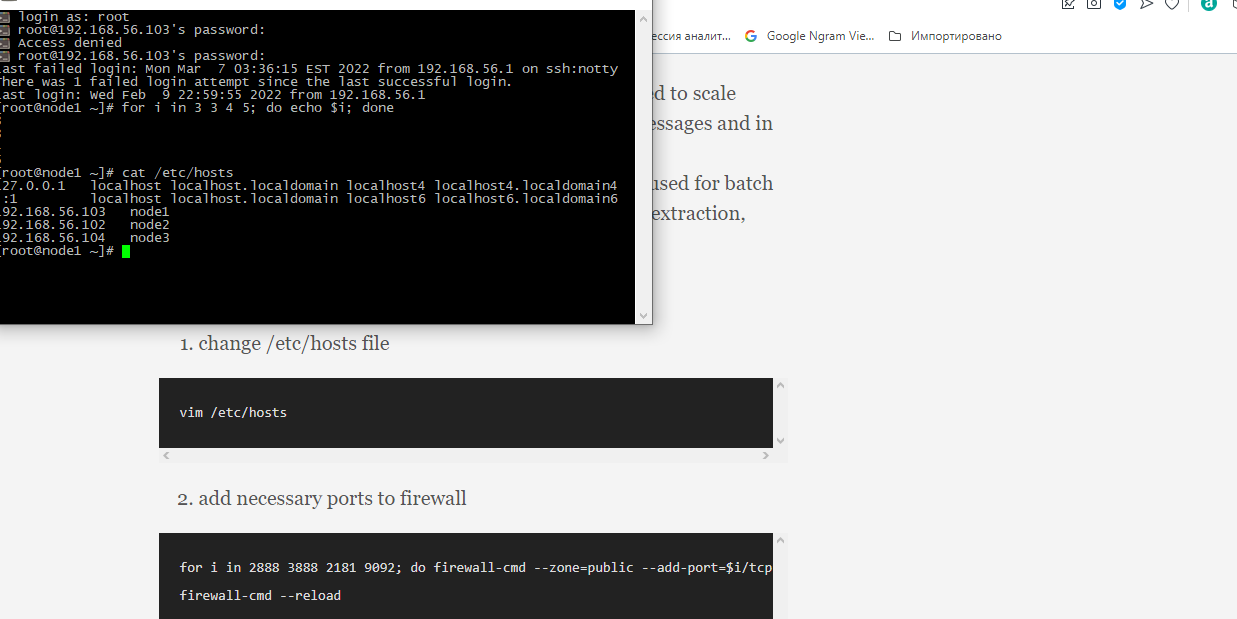 login as: root
root@192.168.56.103's password:
Access denied
root@192.168.56.103's password:
ast failed login: Mon Mar  7 03:36:15 EST 2022 from 192.168.56.1 on ssh:notty
here was 1 failed login attempt since the last successful login.
ast login: Wed Feb  9 22:59:55 2022 from 192.168.56.1
[root@node1 ~]# for i in 3 3 4 5; do echo $i; done
[root@node1 ~]# cat /etc/hosts
127.0.0.1   localhost localhost.localdomain localhost4 localhost4.localdomain4
::1         localhost localhost.localdomain localhost6 localhost6.localdomain6
192.168.56.103   node1
192.168.56.102   node2
192.168.56.104   node3
[root@node1 ~]#
ессия аналит... Google Ngram Vie... Импортировано
a
ed to scale
essages and in
used for batch
extraction,
1. change /etc/hosts file
vim /etc/hosts
2. add necessary ports to firewall
for i in 2888 3888 2181 9092; do firewall-cmd --zone=public --add-port=$i/tcp
firewall-cmd --reload